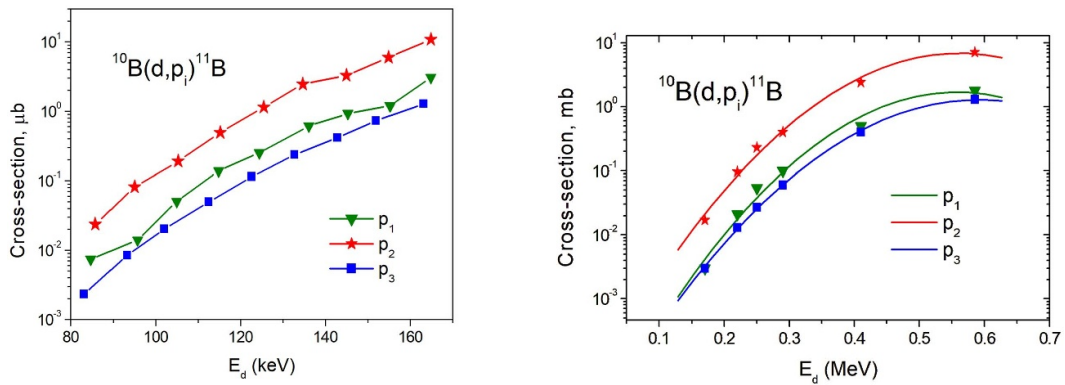 10¹
10⁰
10⁻¹
10⁻²
10⁻³
Cross-section, μb
¹⁰B(d,pᵢ)¹¹B
p₁
p₂
p₃
80 100 120 140 160
E_d (keV)
10¹
10⁰
10⁻¹
10⁻²
10⁻³
Cross-section, mb
¹⁰B(d,pᵢ)¹¹B
p₁
p₂
p₃
0.1 0.2 0.3 0.4 0.5 0.6 0.7
E_d (MeV)